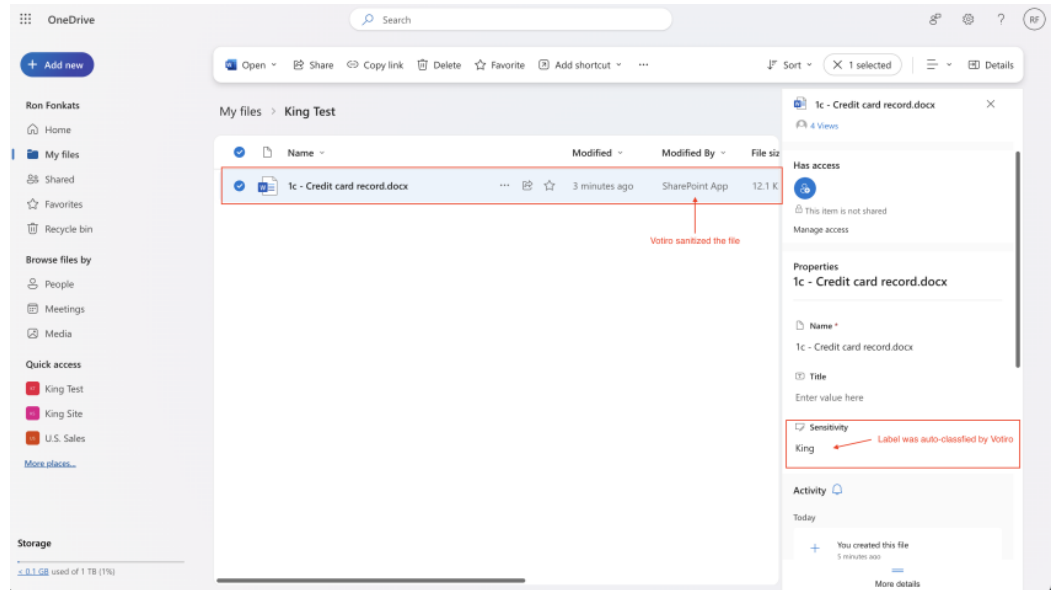 OneDrive
Search
RF
Add new
Open
Share
Copy link
Delete
Favorite
Add shortcut
Sort
1 selected
Details
Ron Fonkats
Home
My files
Shared
Favorites
Recycle bin
Browse files by
People
Meetings
Media
Quick access
King Test
King Site
U.S. Sales
More places...
Storage
< 0.1 GB used of 1 TB (1%)
My files > King Test
Name
Modified
Modified By
File siz
1c - Credit card record.docx
3 minutes ago
SharePoint App
12.1 K
Votiro sanitized the file
1c - Credit card record.docx
4 Views
Has access
This item is not shared
Manage access
Properties
1c - Credit card record.docx
Name *
1c - Credit card record.docx
Title
Enter value here
Sensitivity
King
Label was auto-classfied by Votiro
Activity
Today
You created this file
5 minutes ago
More details